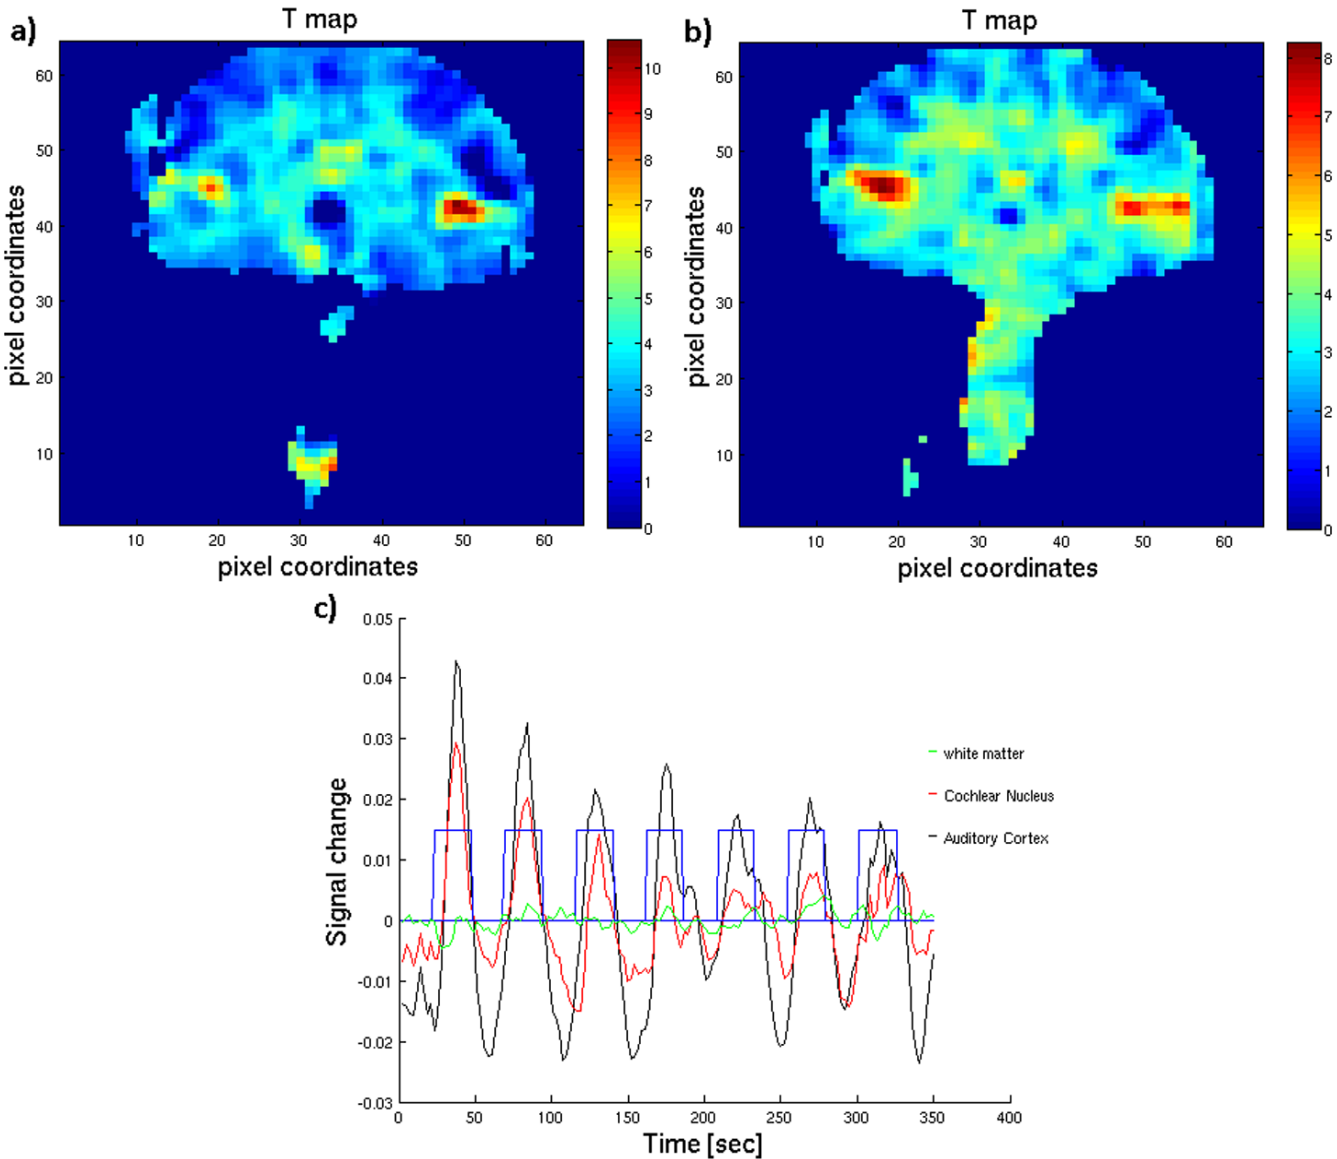 a)
T map
pixel coordinates
60
50
40
30
20
10
10 20 30 40 50 60
pixel coordinates
10
9
8
7
6
5
4
3
2
1
0
b)
T map
pixel coordinates
60
50
40
30
20
10
10 20 30 40 50 60
pixel coordinates
8
7
6
5
4
3
2
1
0
c)
Signal change
0.05
0.04
0.03
0.02
0.01
0
-0.01
-0.02
-0.03
0 50 100 150 200 250 300 350 400
Time [sec]
white matter
Cochlear Nucleus
Auditory Cortex